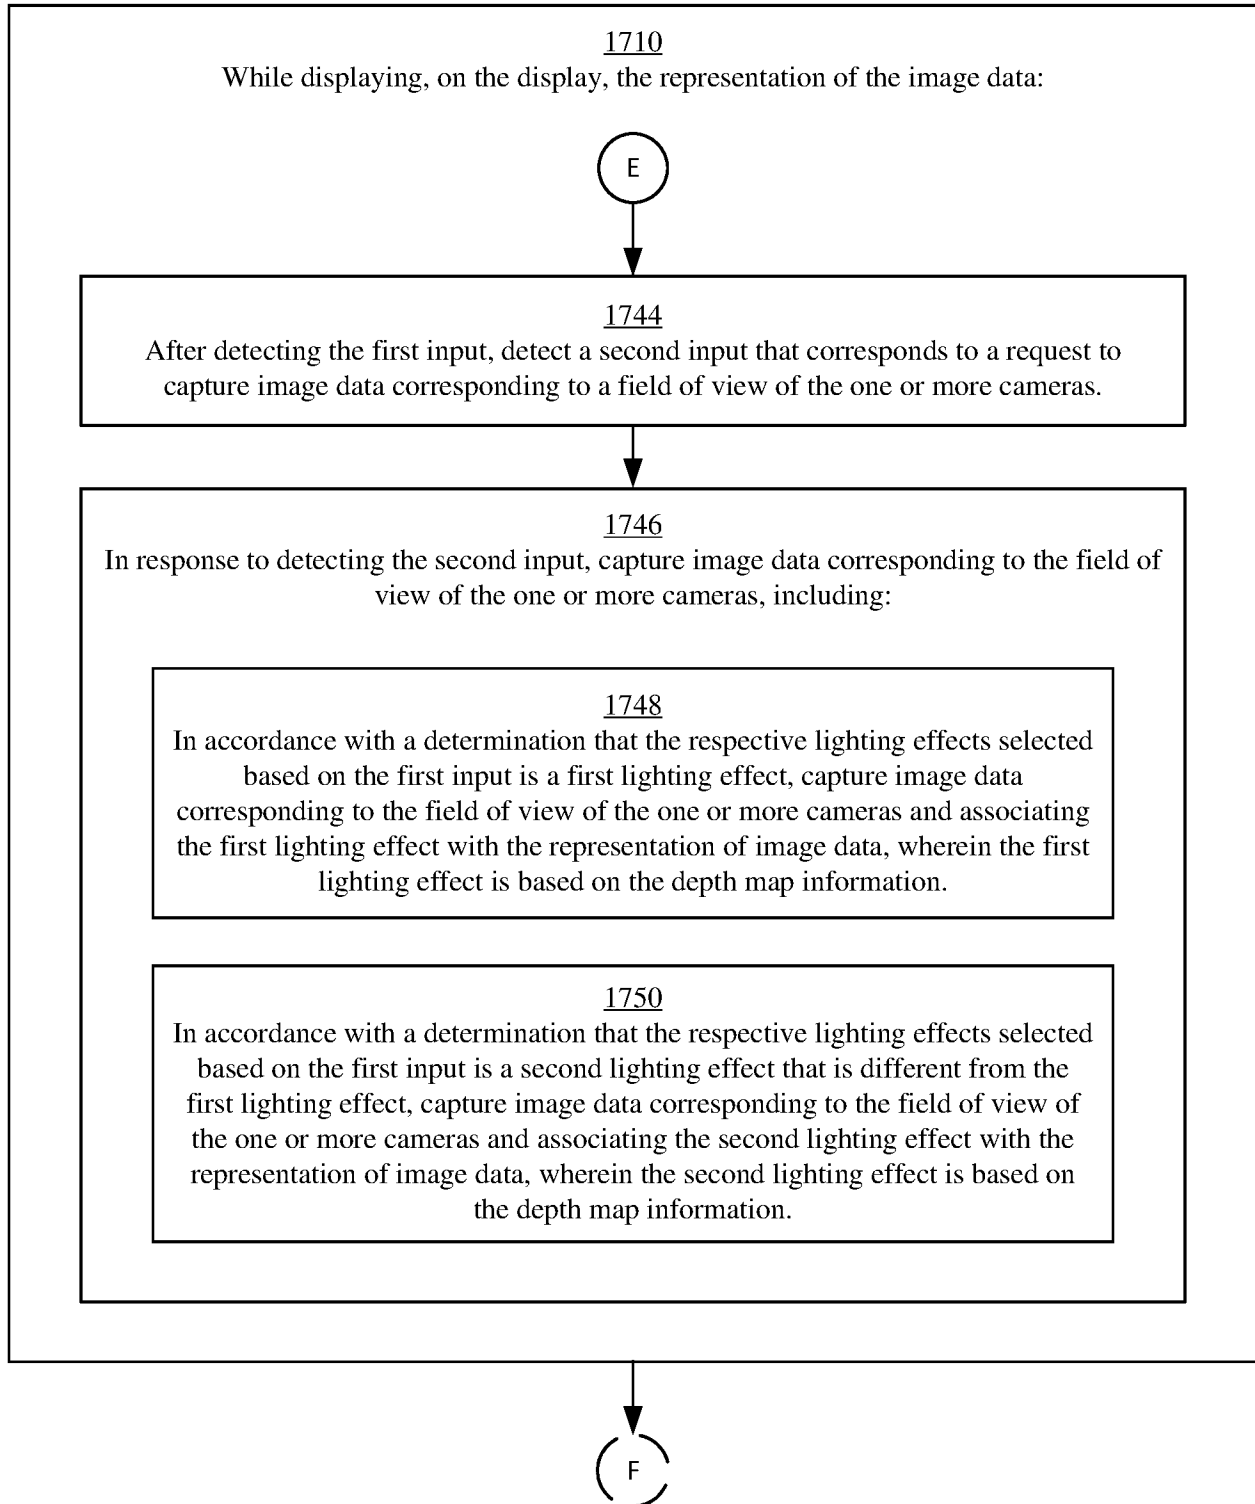 1710
While displaying, on the display, the representation of the image data:
E
1744
After detecting the first input, detect a second input that corresponds to a request to
capture image data corresponding to a field of view of the one or more cameras.
1746
In response to detecting the second input, capture image data corresponding to the field of
view of the one or more cameras, including:
1748
In accordance with a determination that the respective lighting effects selected
based on the first input is a first lighting effect, capture image data
corresponding to the field of view of the one or more cameras and associating
the first lighting effect with the representation of image data, wherein the first
lighting effect is based on the depth map information.
1750
In accordance with a determination that the respective lighting effects selected
based on the first input is a second lighting effect that is different from the
first lighting effect, capture image data corresponding to the field of view of
the one or more cameras and associating the second lighting effect with the
representation of image data, wherein the second lighting effect is based on
the depth map information.
F